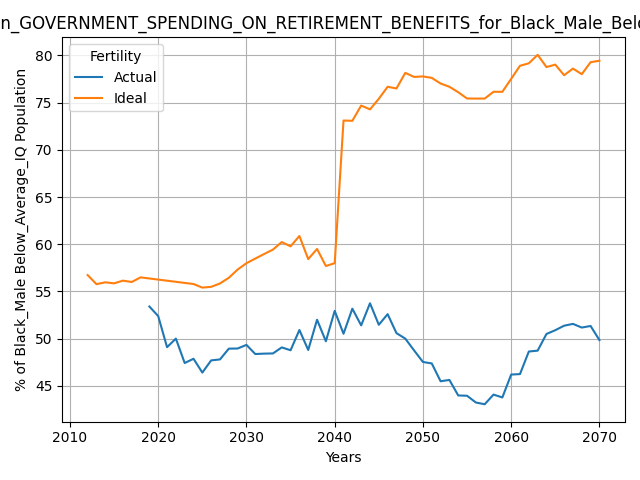 n_GOVERNMENT_SPENDING_ON_RETIREMENT_BENEFITS_for_Black_Male_Bel
Fertility
Actual
Ideal
% of Black_Male Below_Average_IQ Population
80
75
70
65
60
55
50
45
2010
2020
2030
2040
2050
2060
2070
Years